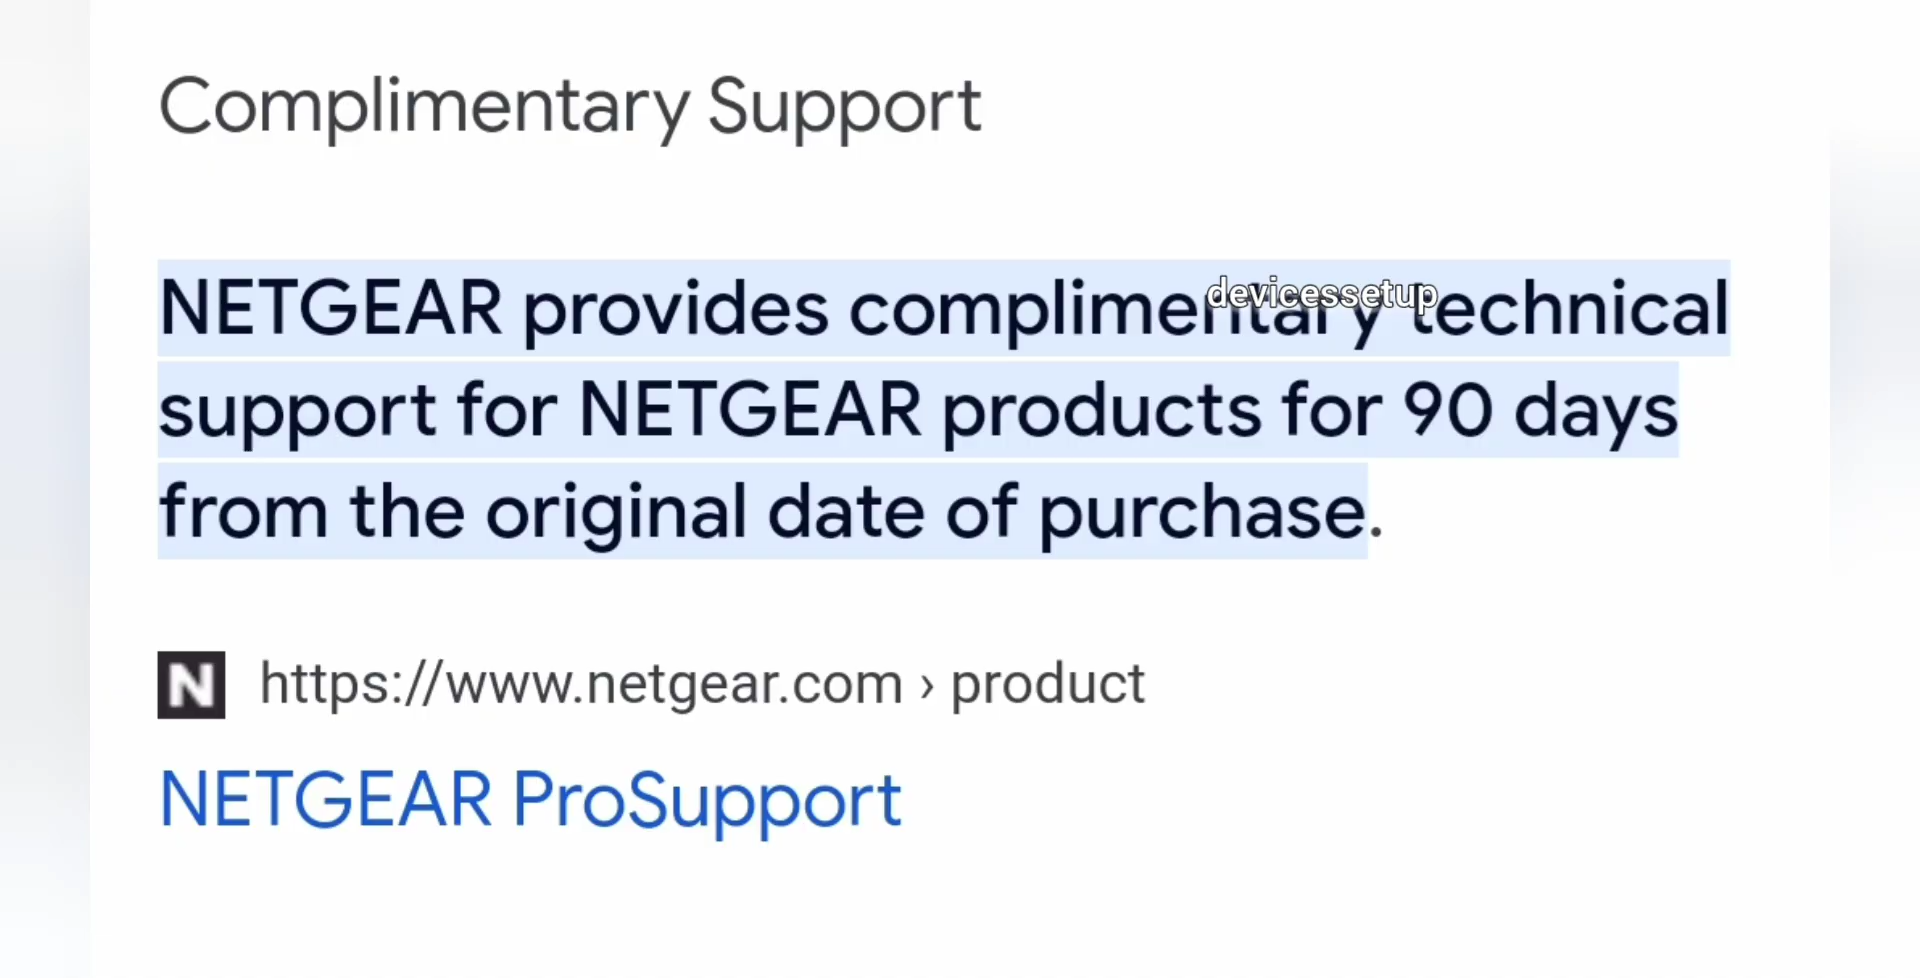 Complimentary Support
NETGEAR provides complimentary technical
devicessetup
support for NETGEAR products for 90 days
from the original date of purchase.
N https://www.netgear.com › product
NETGEAR ProSupport